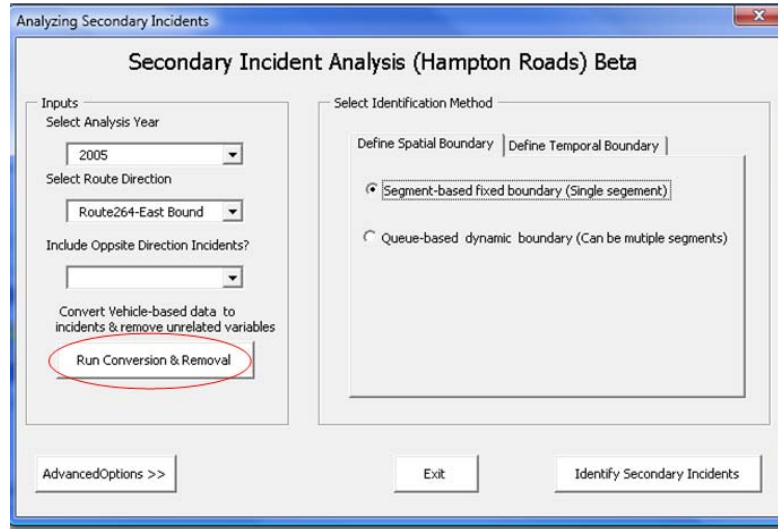 Analyzing Secondary Incidents
Secondary Incident Analysis (Hampton Roads) Beta
Inputs
Select Analysis Year
2005
Select Route Direction
Route264-East Bound
Include Oppsite Direction Incidents?
Convert Vehicle-based data to
incidents & remove unrelated variables
Run Conversion & Removal
Select Identification Method
Define Spatial Boundary
Define Temporal Boundary
Segment-based fixed boundary (Single segement)
Queue-based dynamic boundary (Can be mutiple segments)
AdvancedOptions >>
Exit
Identify Secondary Incidents